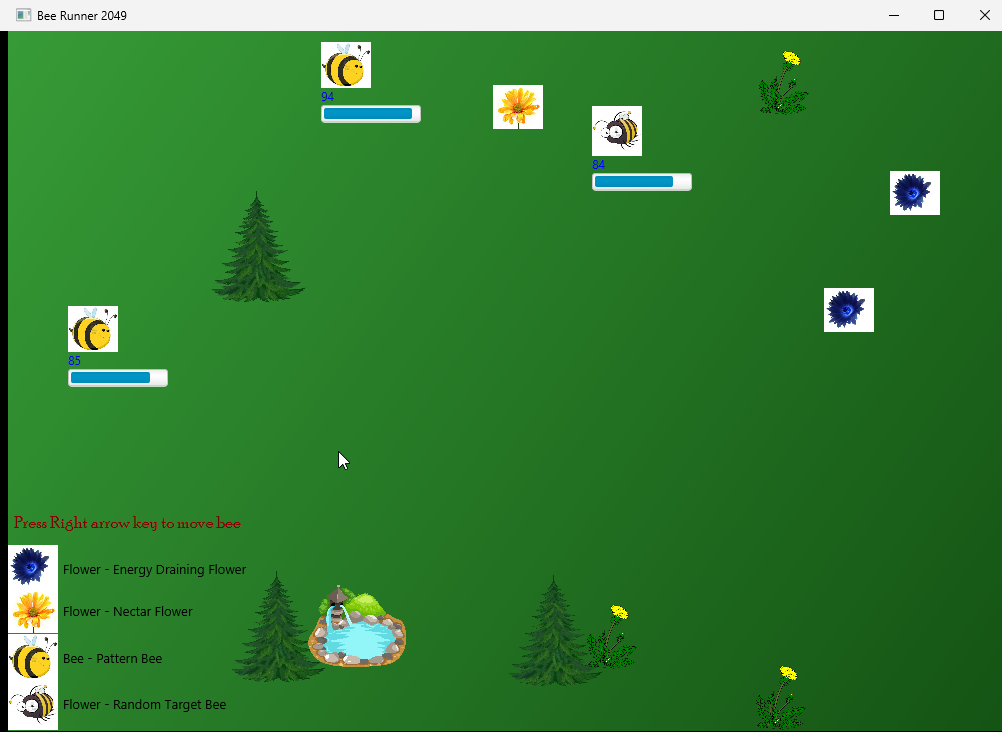 Bee Runner 2049
94
84
85
Press Right arrow key to move bee
Flower - Energy Draining Flower
Flower - Nectar Flower
Bee - Pattern Bee
Flower - Random Target Bee